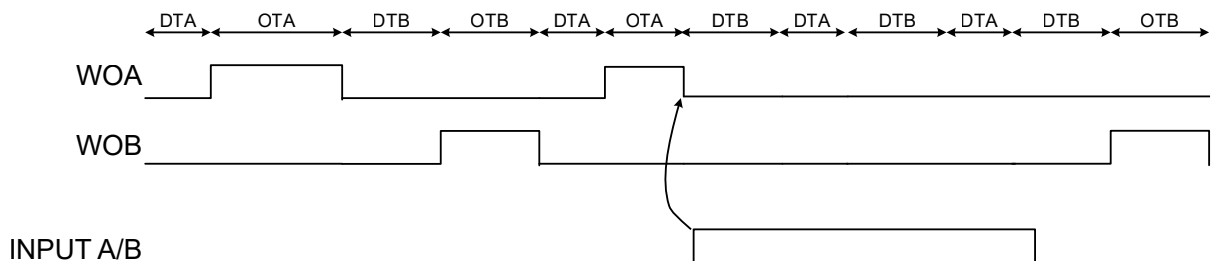 DTA OTA DTB OTB DTA OTA DTB DTA DTB DTA DTB OTB
WOA
WOB
INPUT A/B